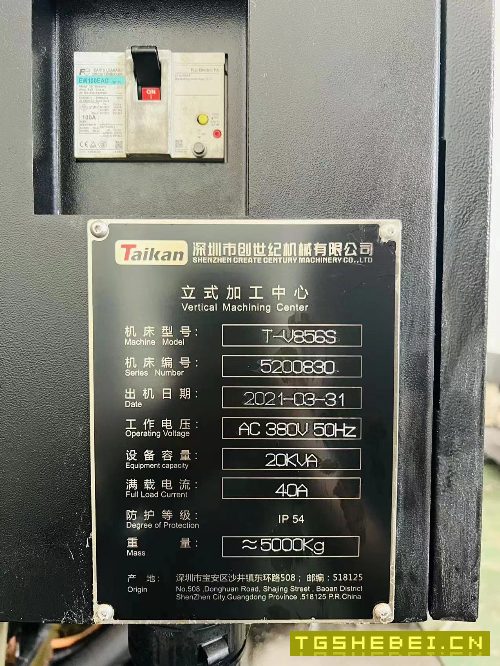 EARTH LEAKAGE
EW100EAG
100A
ON
Taikan 深圳市创世纪机械有限公司
SHENZHEN CREATE CENTURY MACHINERY CO.,LTD
立式加工中心
Vertical Machining Center
机床型号: T-V856S
Machine Model
机床编号: 5200830
Series Number
出机日期: 2021-03-31
Date
工作电压: AC 380V 50Hz
Operating Voltage
设备容量: 20KVA
Equipment capacity
满载电流: 40A
Full Load Current
防护等级: IP 54
Degree of Protection
重 量: ≈5000Kg
Mass
产 地: 深圳市宝安区沙井镇东环路508; 邮编: 518125
Origin No.508 ,Donghuan Road, Shajing Street , Baoan District
ShenZhen City,Guangdong Province .518125 P.R.China
TGSHEBEI.CN